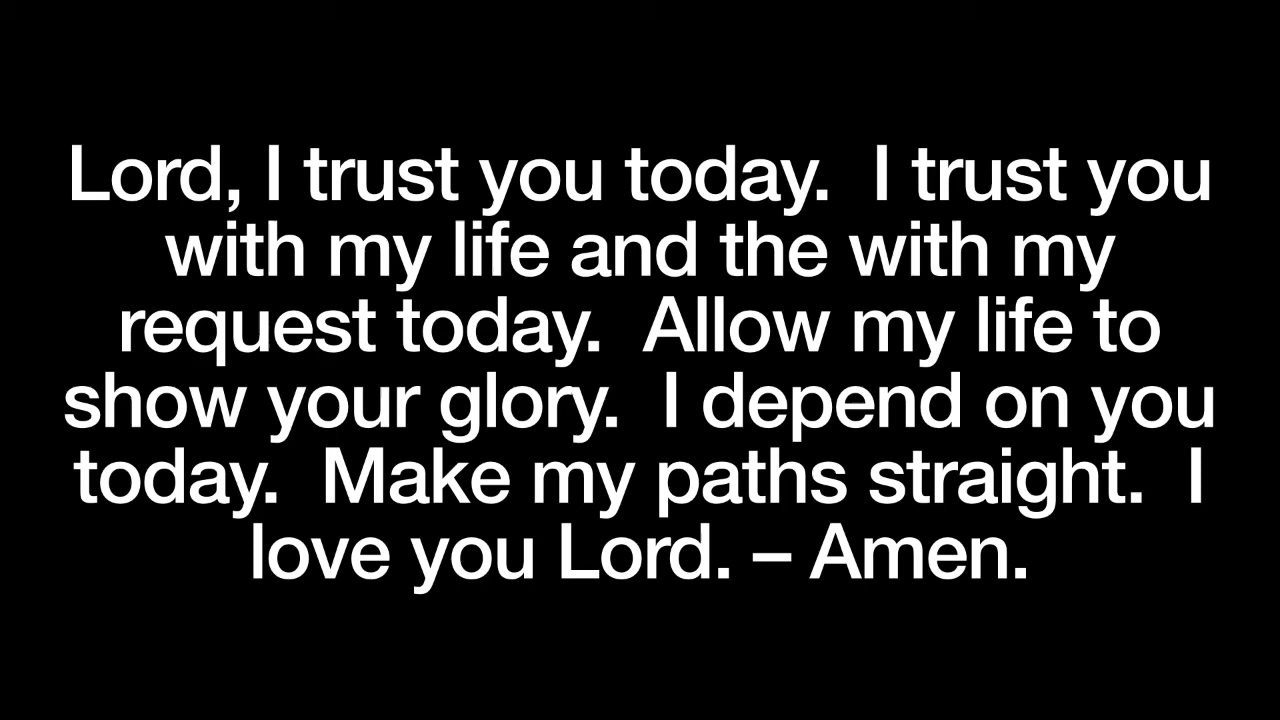 Lord, I trust you today.  I trust you
with my life and the with my
request today.  Allow my life to
show your glory.  I depend on you
today.  Make my paths straight.  I
love you Lord. – Amen.